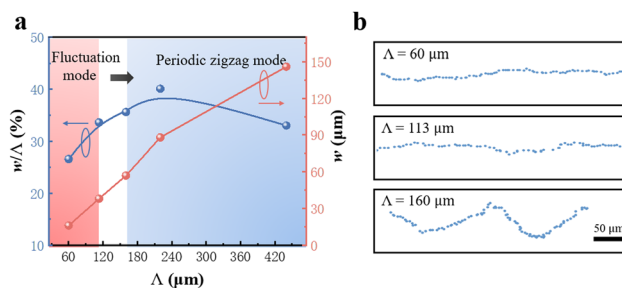 a
Fluctuation
mode
Periodic zigzag mode
w/Λ (%)
50
40
30
20
10
w (μm)
180
150
120
90
60
30
0
60 120 180 240 300 360 420
Λ (μm)
b
Λ = 60 μm
Λ = 113 μm
Λ = 160 μm
50 μm